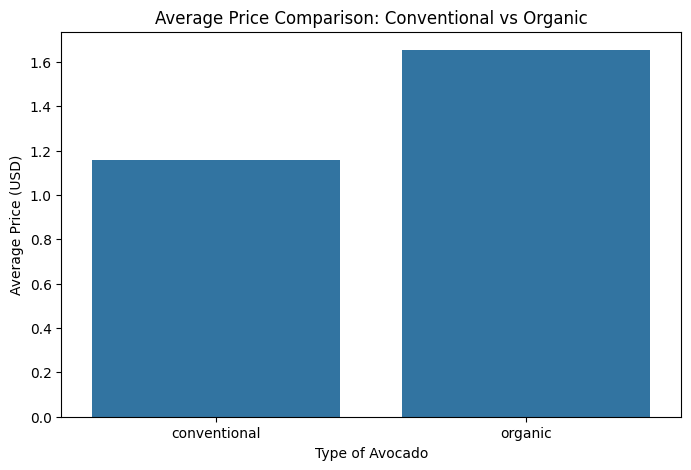 Average Price Comparison: Conventional vs Organic
Average Price (USD)
1.6
1.4
1.2
1.0
0.8
0.6
0.4
0.2
0.0
conventional
organic
Type of Avocado